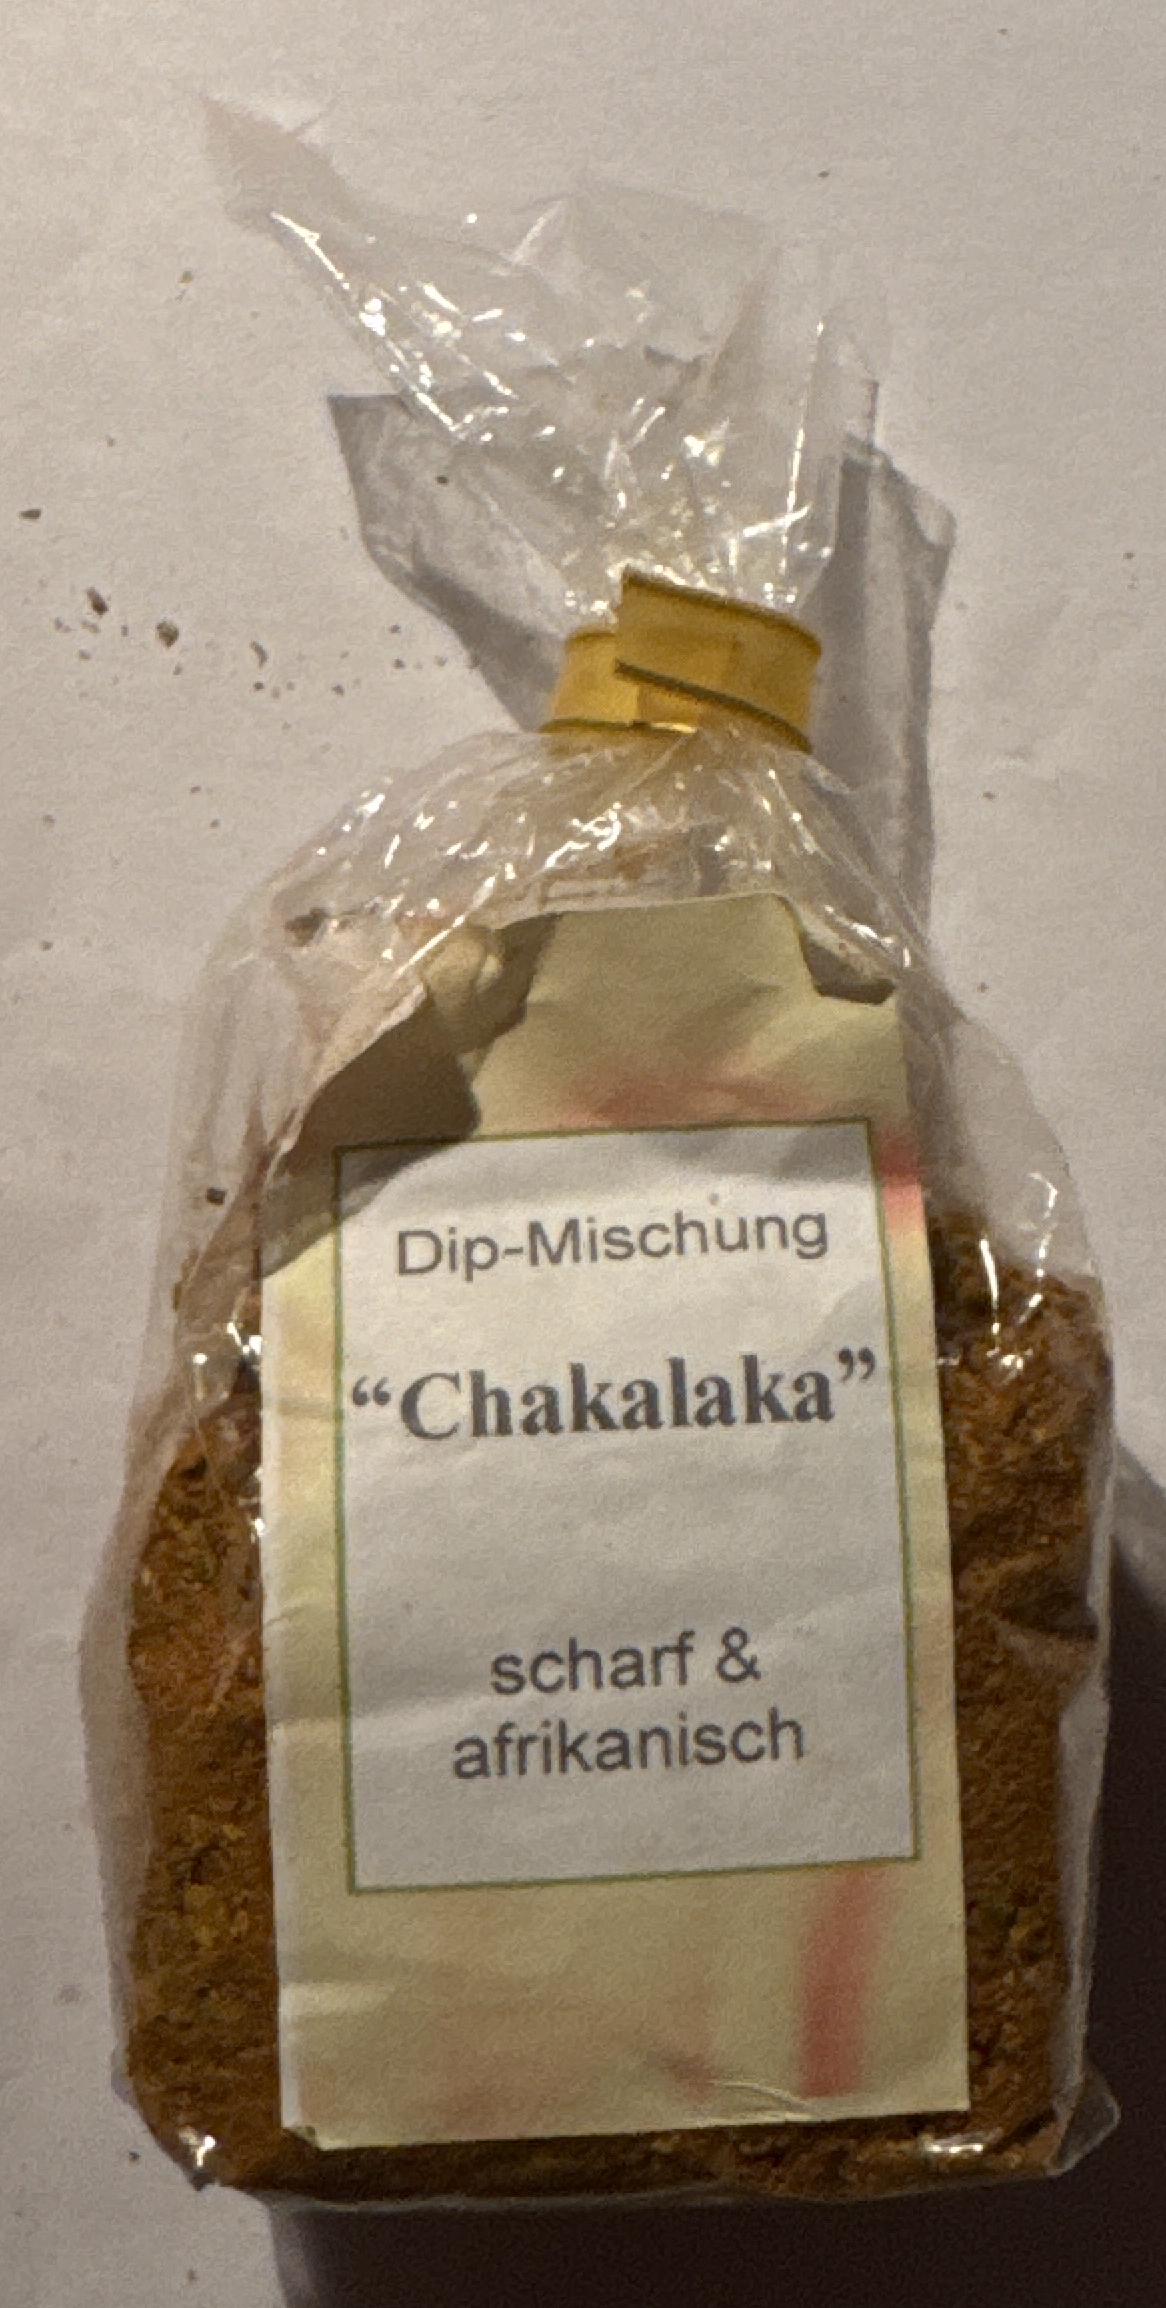 Dip-Mischung
“Chakalaka”
scharf &
afrikanisch